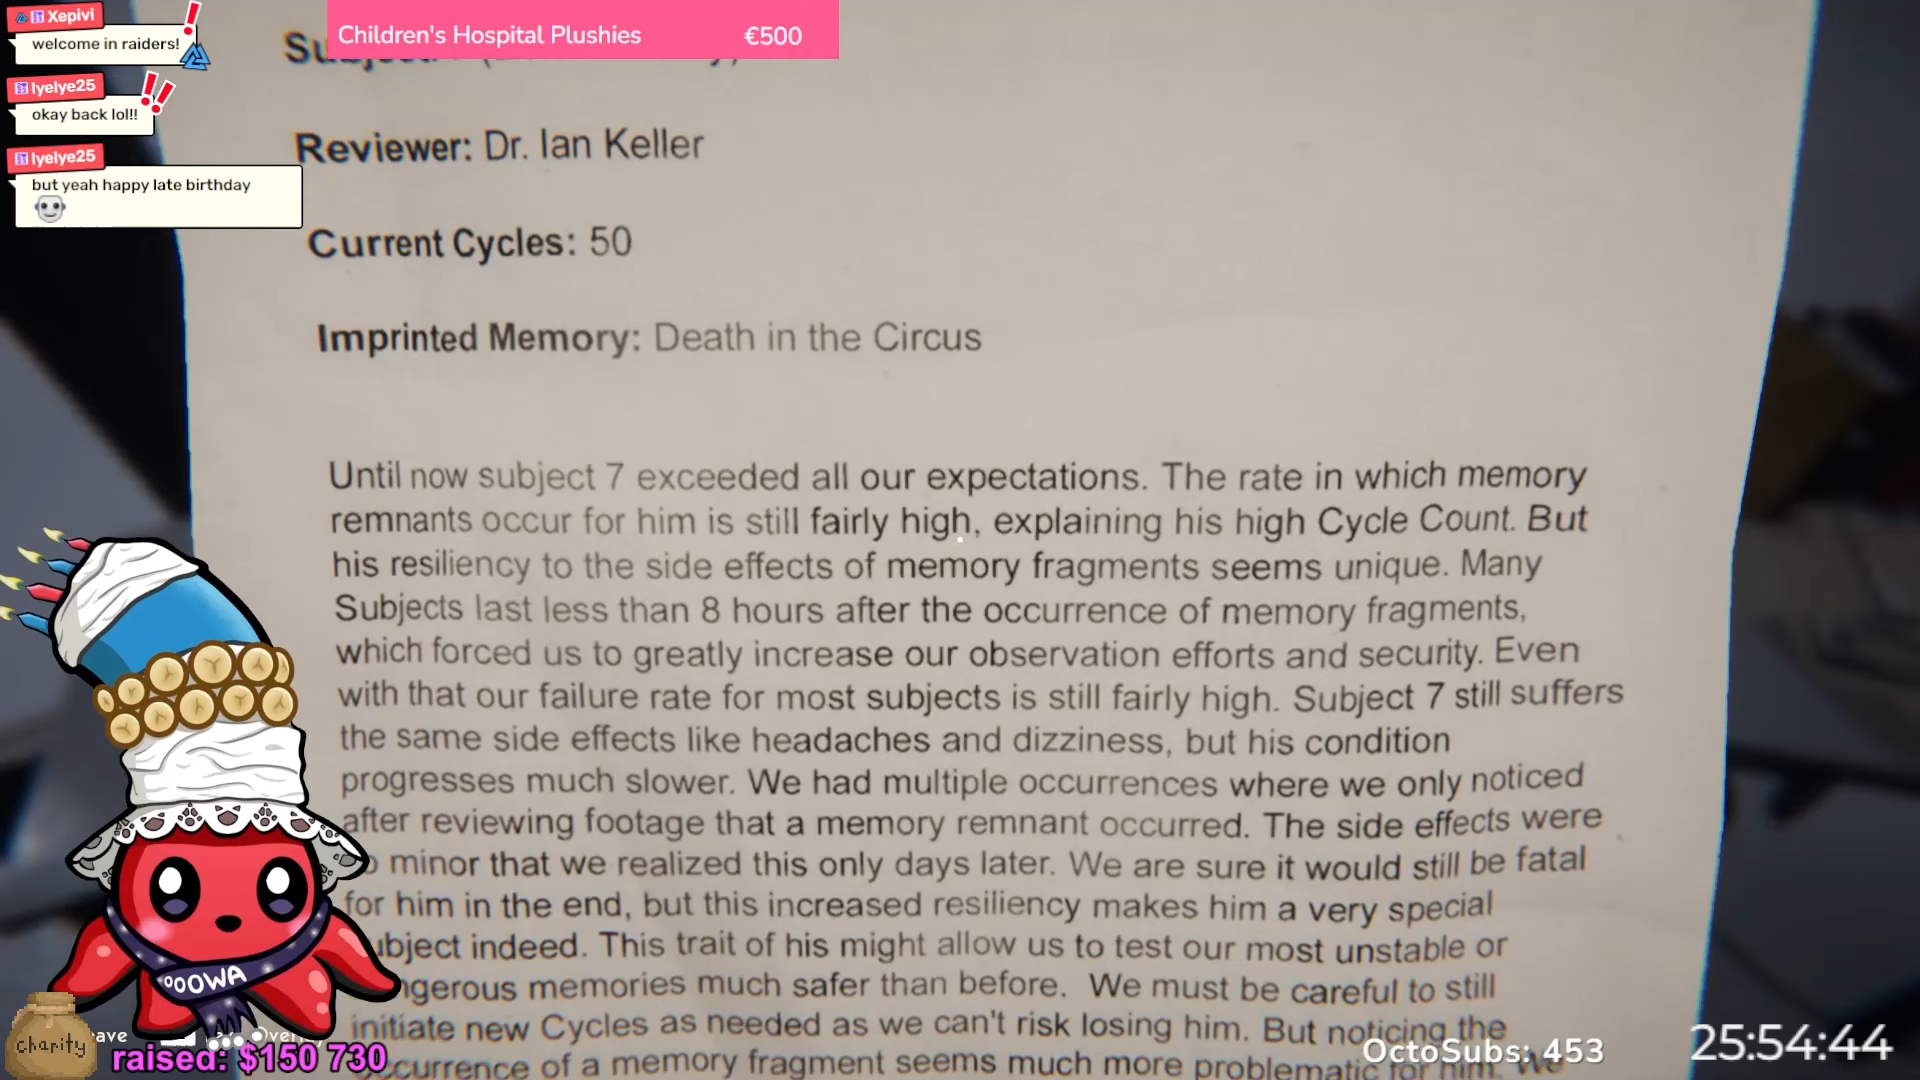 Xepivi
welcome in raiders!
lyelye25
okay back lol!!
lyelye25
but yeah happy late birthday
Children's Hospital Plushies €500
Reviewer: Dr. Ian Keller
Current Cycles: 50
Imprinted Memory: Death in the Circus
Until now subject 7 exceeded all our expectations. The rate in which memory
remnants occur for him is still fairly high, explaining his high Cycle Count. But
his resiliency to the side effects of memory fragments seems unique. Many
Subjects last less than 8 hours after the occurrence of memory fragments,
which forced us to greatly increase our observation efforts and security. Even
with that our failure rate for most subjects is still fairly high. Subject 7 still suffers
the same side effects like headaches and dizziness, but his condition
progresses much slower. We had multiple occurrences where we only noticed
after reviewing footage that a memory remnant occurred. The side effects were
minor that we realized this only days later. We are sure it would still be fatal
for him in the end, but this increased resiliency makes him a very special
indeed. This trait of his might allow us to test our most unstable or
memories much safer than before. We must be careful to still
initiate new Cycles as needed as we can't risk losing him. But noticing the
of a memory fragment seems much more problematic for him. We
OOOWA
charity
raised: $150 730
OctoSubs: 453
25:54:44